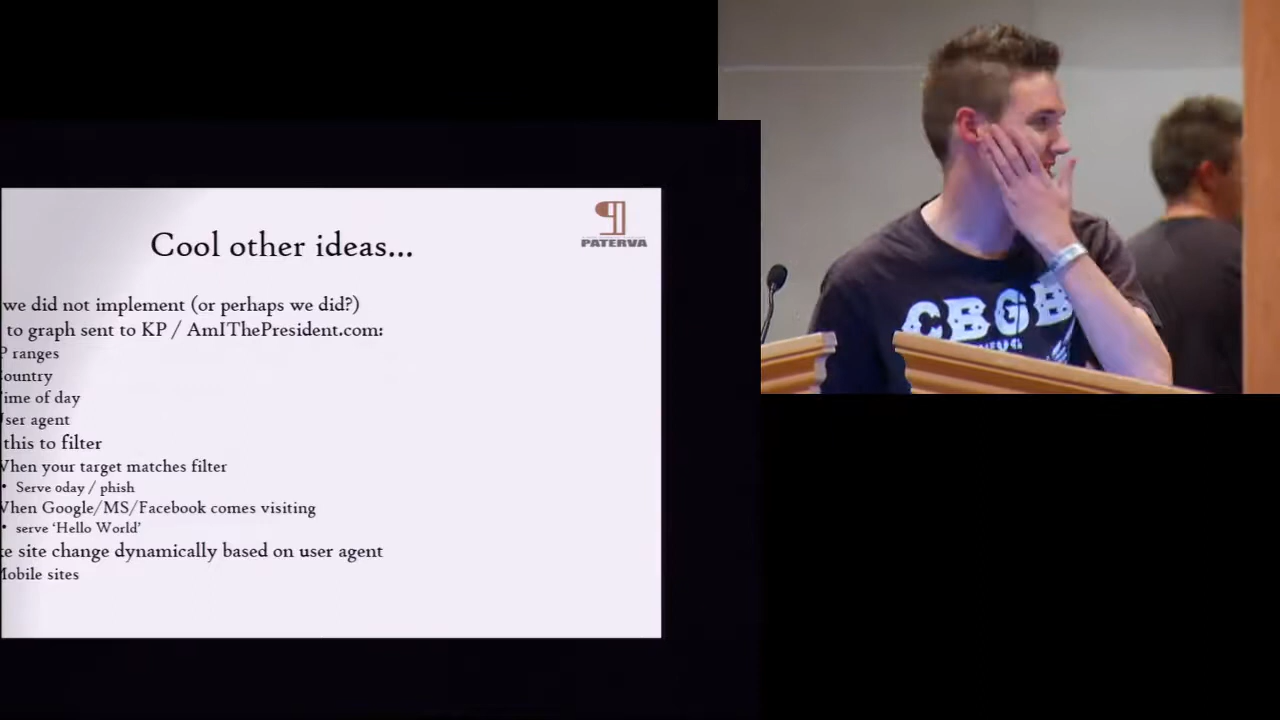 PATERVA
Cool other ideas...
we did not implement (or perhaps we did?)
to graph sent to KP / AmIThePresident.com:
P ranges
ountry
ime of day
ser agent
this to filter
When your target matches filter
• Serve 0day / phish
When Google/MS/Facebook comes visiting
• serve ‘Hello World’
ke site change dynamically based on user agent
Mobile sites
CBGB